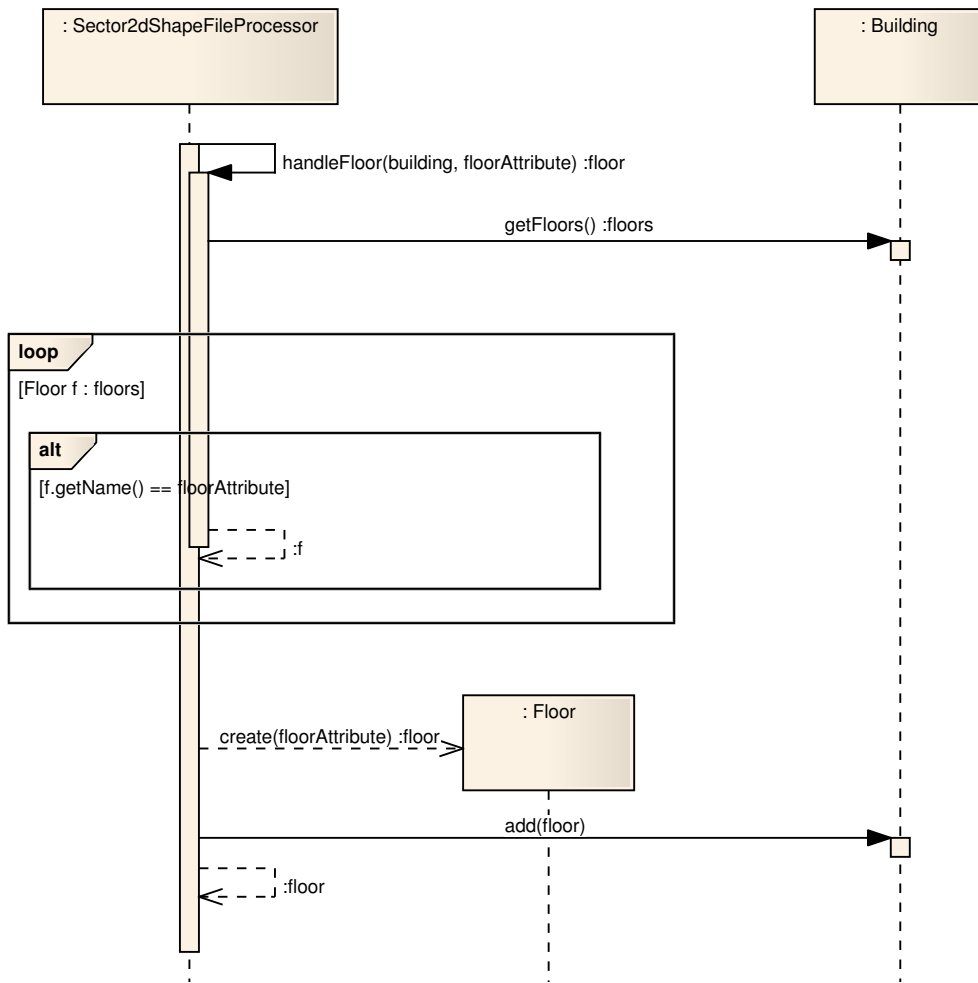 : Sector2dShapeFileProcessor
: Building
handleFloor(building, floorAttribute) :floor
getFloors() :floors
loop
[Floor f : floors]
alt
[f.getName() == floorAttribute]
:f
: Floor
create(floorAttribute) :floor
add(floor)
:floor